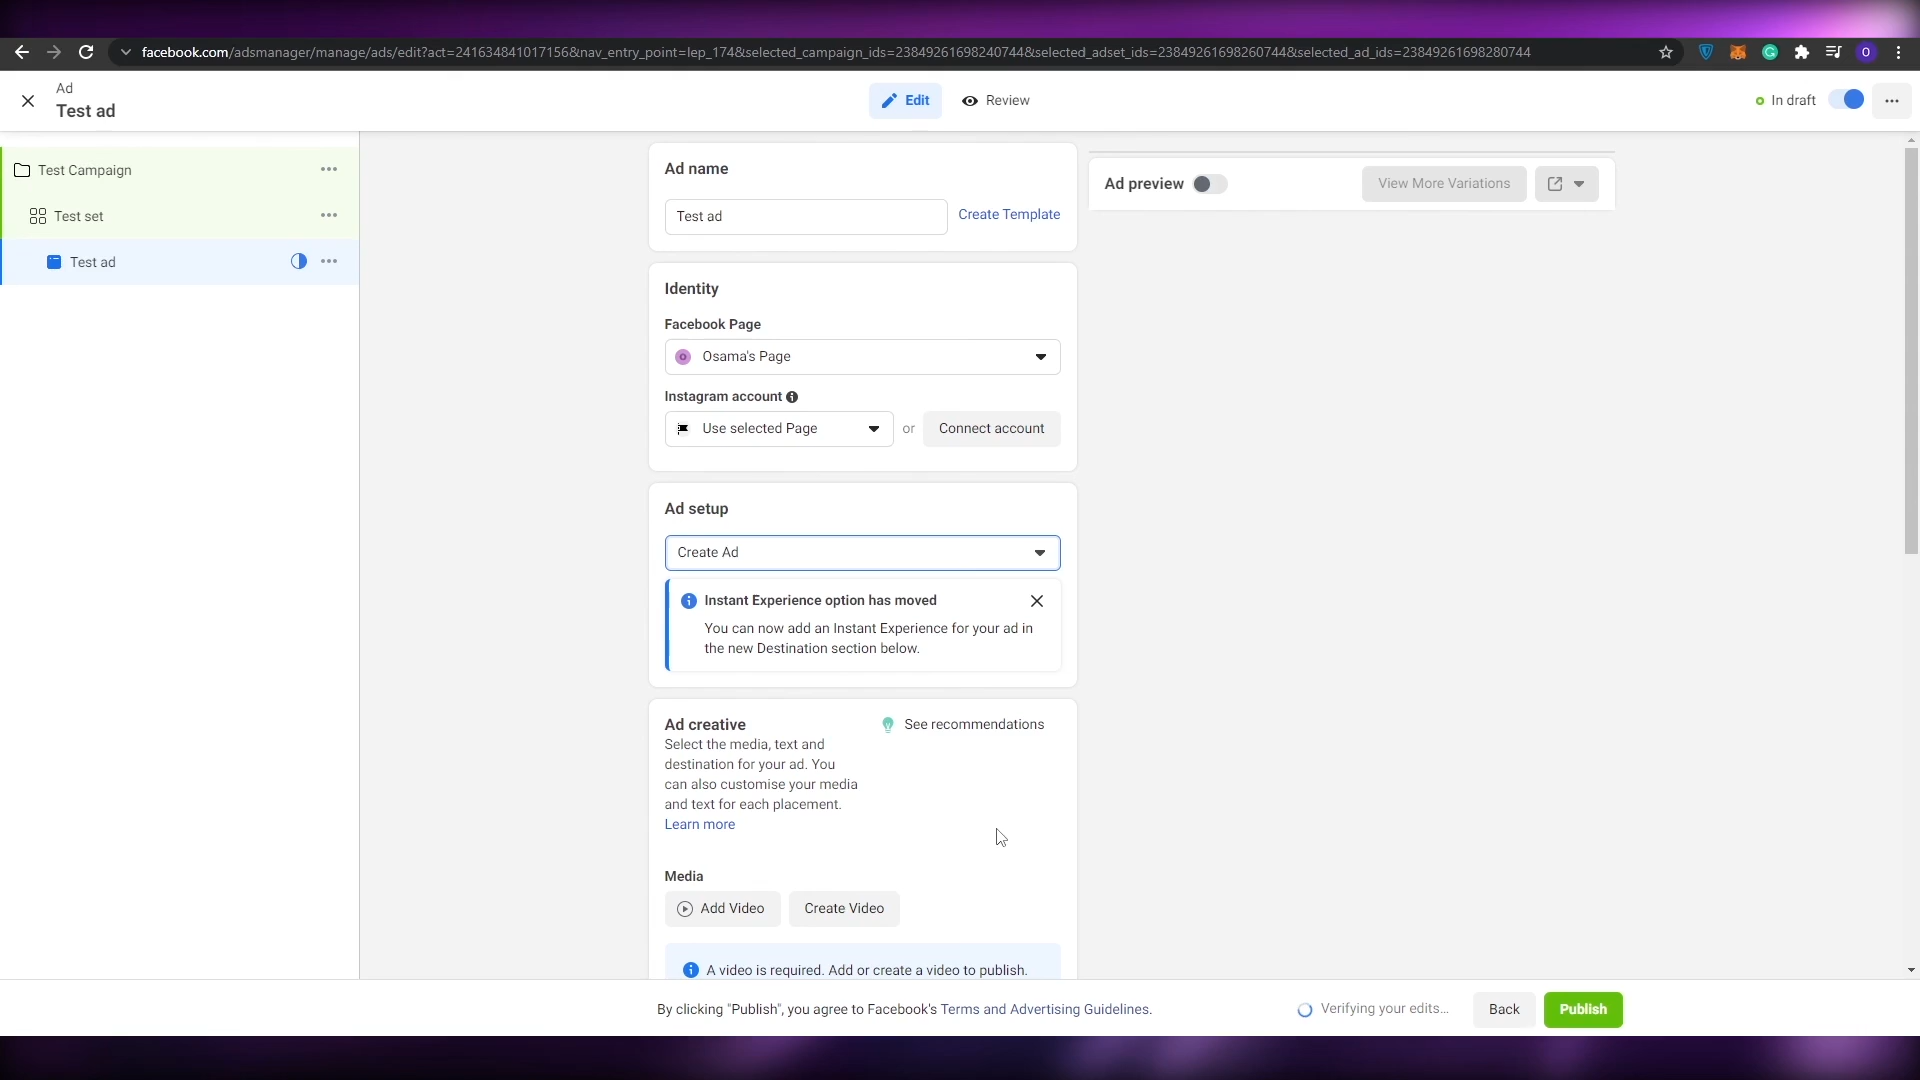 facebook.com/adsmanager/manage/ads/edit?act=241634841017156&nav_entry_point=lep_174&selected_campaign_ids=23849261698240744&selected_adset_ids=23849261698260744&selected_ad_ids=23849261698280744
O
Ad
Test ad
Edit
Review
In draft
Test Campaign
Test set
Test ad
Ad name
Test ad
Create Template
Identity
Facebook Page
Osama's Page
Instagram account
Use selected Page
or
Connect account
Ad setup
Create Ad
Instant Experience option has moved
You can now add an Instant Experience for your ad in
the new Destination section below.
Ad creative
See recommendations
Select the media, text and
destination for your ad. You
can also customise your media
and text for each placement.
Learn more
Media
Add Video
Create Video
A video is required. Add or create a video to publish.
Ad preview
View More Variations
By clicking "Publish", you agree to Facebook's Terms and Advertising Guidelines.
Verifying your edits...
Back
Publish